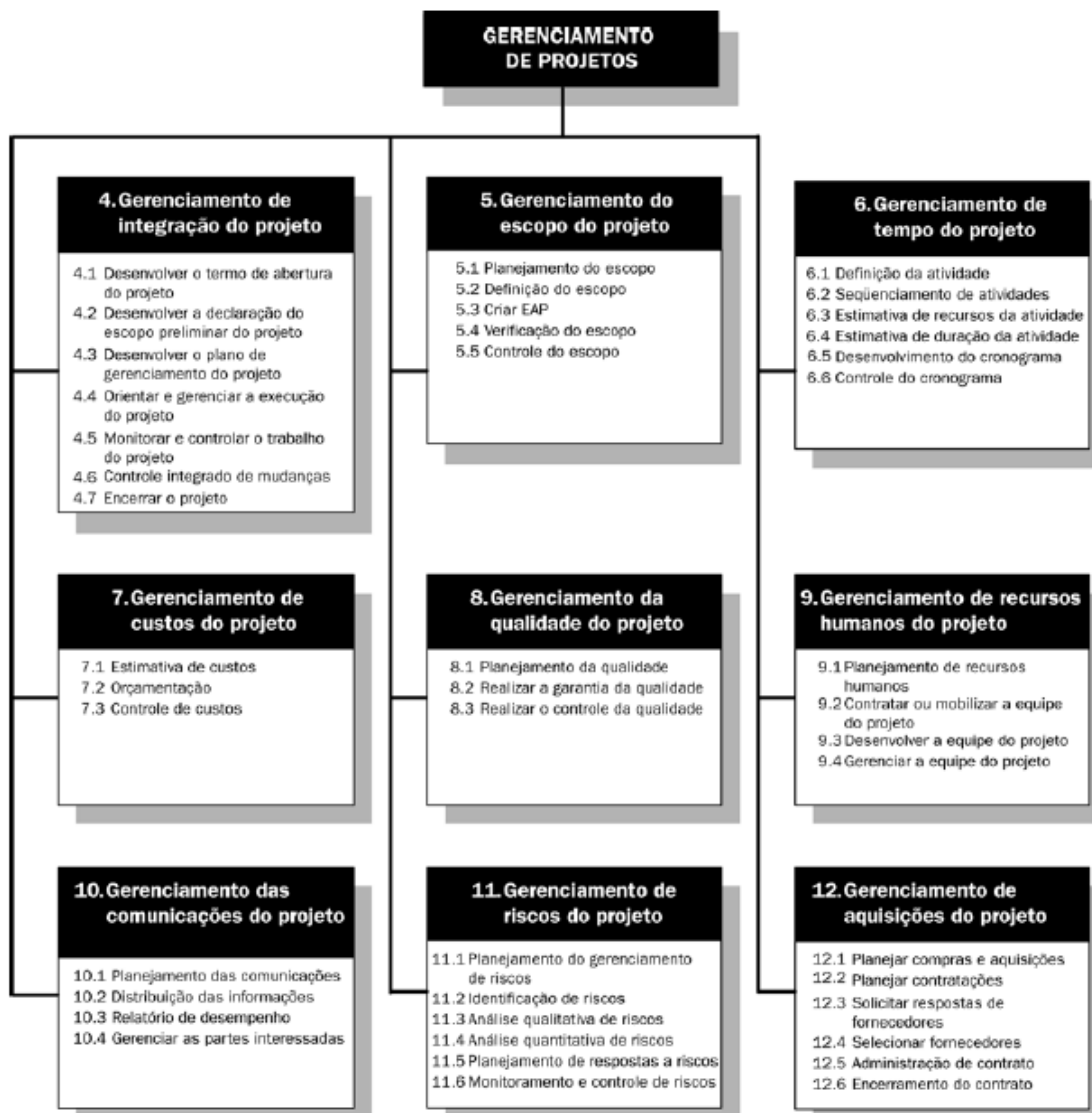 GERENCIAMENTO
DE PROJETOS
4. Gerenciamento de
integração do projeto
4.1 Desenvolver o termo de abertura
do projeto
4.2 Desenvolver a declaração do
escopo preliminar do projeto
4.3 Desenvolver o plano de
gerenciamento do projeto
4.4 Orientar e gerenciar a execução
do projeto
4.5 Monitorar e controlar o trabalho
do projeto
4.6 Controle integrado de mudanças
4.7 Encerrar o projeto
5. Gerenciamento do
escopo do projeto
5.1 Planejamento do escopo
5.2 Definição do escopo
5.3 Criar EAP
5.4 Verificação do escopo
5.5 Controle do escopo
6. Gerenciamento de
tempo do projeto
6.1 Definição da atividade
6.2 Seqüenciamento de atividades
6.3 Estimativa de recursos da atividade
6.4 Estimativa de duração da atividade
6.5 Desenvolvimento do cronograma
6.6 Controle do cronograma
7. Gerenciamento de
custos do projeto
7.1 Estimativa de custos
7.2 Orçamentação
7.3 Controle de custos
8. Gerenciamento da
qualidade do projeto
8.1 Planejamento da qualidade
8.2 Realizar a garantia da qualidade
8.3 Realizar o controle da qualidade
9. Gerenciamento de recursos
humanos do projeto
9.1 Planejamento de recursos
humanos
9.2 Contratar ou mobilizar a equipe
do projeto
9.3 Desenvolver a equipe do projeto
9.4 Gerenciar a equipe do projeto
10. Gerenciamento das
comunicações do projeto
10.1 Planejamento das comunicações
10.2 Distribuição das informações
10.3 Relatório de desempenho
10.4 Gerenciar as partes interessadas
11. Gerenciamento de
riscos do projeto
11.1 Planejamento do gerenciamento
de riscos
11.2 Identificação de riscos
11.3 Análise qualitativa de riscos
11.4 Análise quantitativa de riscos
11.5 Planejamento de respostas a riscos
11.6 Monitoramento e controle de riscos
12. Gerenciamento de
aquisições do projeto
12.1 Planejar compras e aquisições
12.2 Planejar contratações
12.3 Solicitar respostas de
fornecedores
12.4 Selecionar fornecedores
12.5 Administração de contrato
12.6 Encerramento do contrato